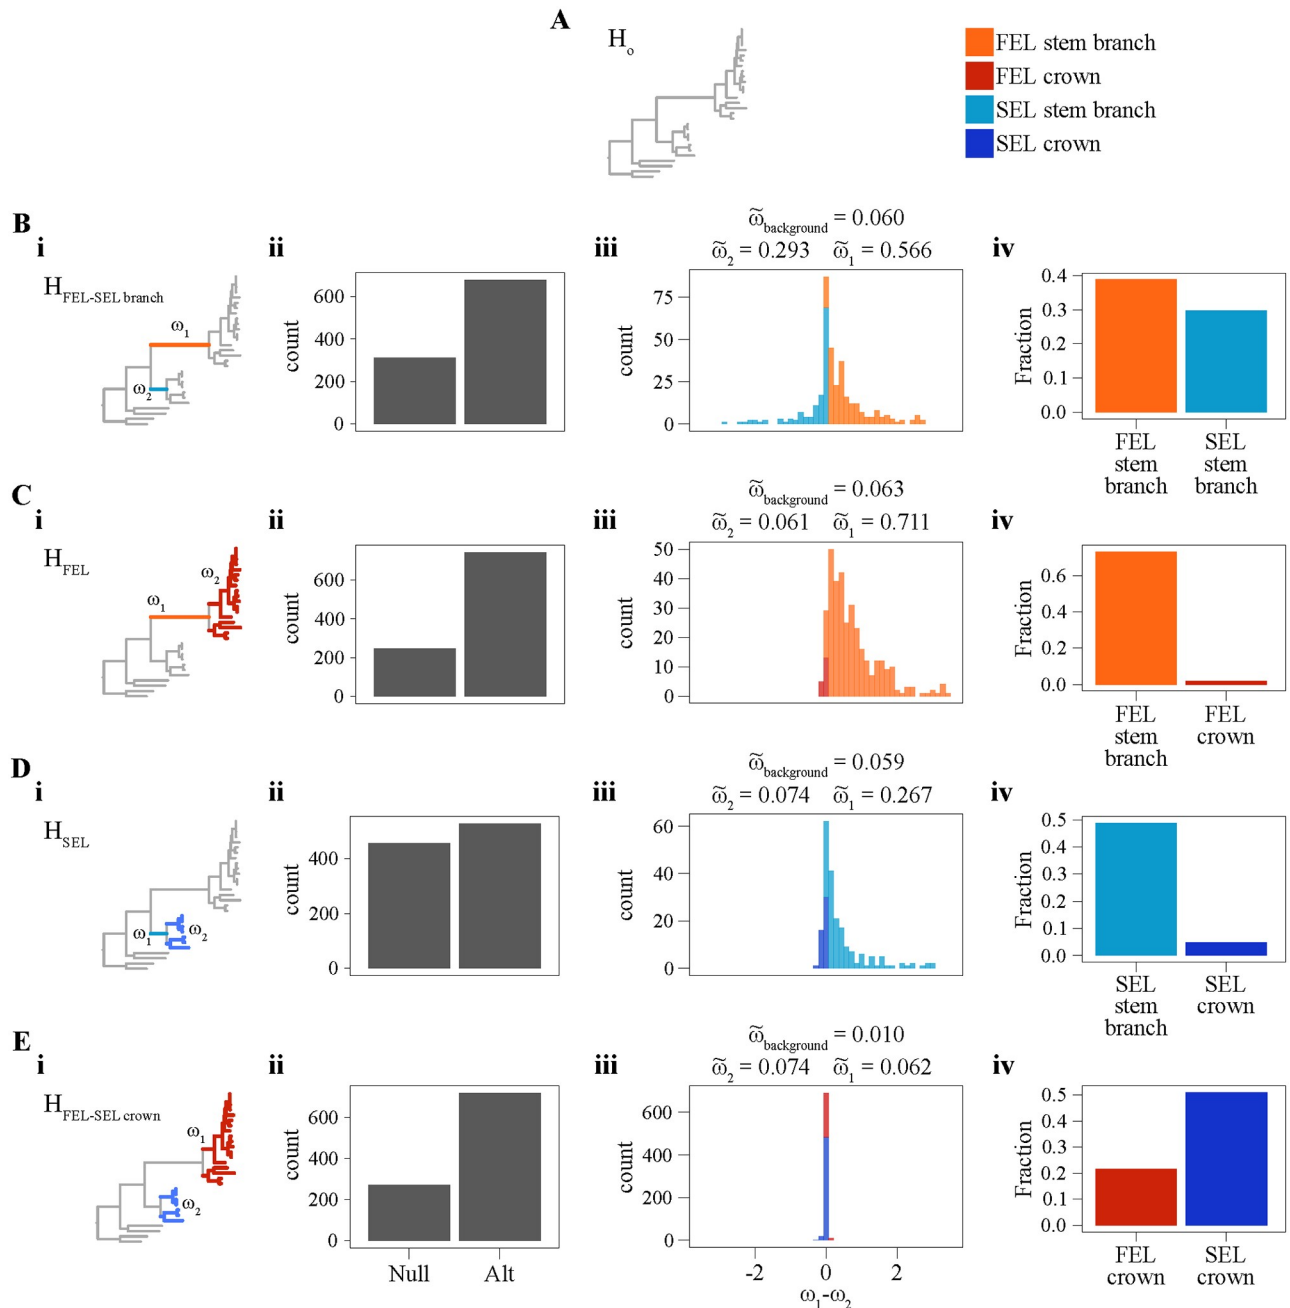 A
H₀
FEL stem branch
FEL crown
SEL stem branch
SEL crown
B
i
H FEL-SEL branch
ω₁
ω₂
ii
count
600
400
200
0
iii
ω̃ background = 0.060
ω̃₂ = 0.293 ω̃₁ = 0.566
count
75
50
25
0
iv
Fraction
0.4
0.3
0.2
0.1
0.0
FEL stem branch
SEL stem branch
C
i
H FEL
ω₁
ω₂
ii
count
600
400
200
0
iii
ω̃ background = 0.063
ω̃₂ = 0.061 ω̃₁ = 0.711
count
50
40
30
20
10
0
iv
Fraction
0.6
0.4
0.2
0.0
FEL stem branch
FEL crown
D
i
H SEL
ω₁
ω₂
ii
count
400
200
0
iii
ω̃ background = 0.059
ω̃₂ = 0.074 ω̃₁ = 0.267
count
60
40
20
0
iv
Fraction
0.5
0.4
0.3
0.2
0.1
0.0
SEL stem branch
SEL crown
E
i
H FEL-SEL crown
ω₁
ω₂
ii
count
600
400
200
0
Null Alt
iii
ω̃ background = 0.010
ω̃₂ = 0.074 ω̃₁ = 0.062
count
600
400
200
0
-2 0 2
ω₁-ω₂
iv
Fraction
0.5
0.4
0.3
0.2
0.1
0.0
FEL crown
SEL crown